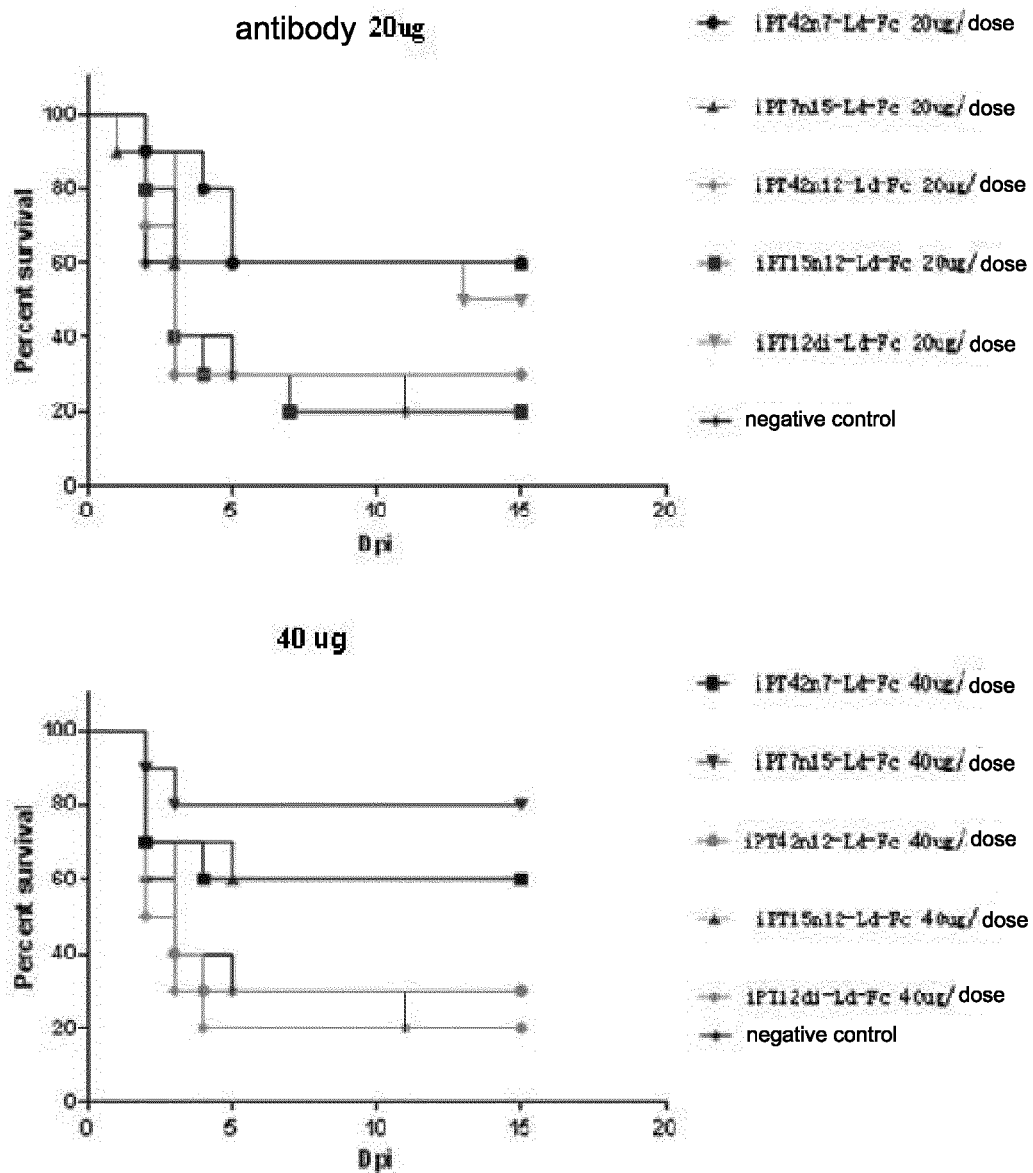 antibody 20ug
Percent survival
100
80
60
40
20
0
0
5
10
15
20
Dpi
iPT42n7-Ld-Fc 20ug/dose
iPT7n15-Ld-Fc 20ug/dose
iPT42n12-Ld-Fc 20ug/dose
iPT15n12-Ld-Fc 20ug/dose
iPT12di-Ld-Fc 20ug/dose
negative control
40 ug
Percent survival
100
80
60
40
20
0
0
5
10
15
20
Dpi
iPT42n7-Ld-Fc 40ug/dose
iPT7n15-Ld-Fc 40ug/dose
iPT42n12-Ld-Fc 40ug/dose
iPT15n12-Ld-Fc 40ug/dose
iPT12di-Ld-Fc 40ug/dose
negative control